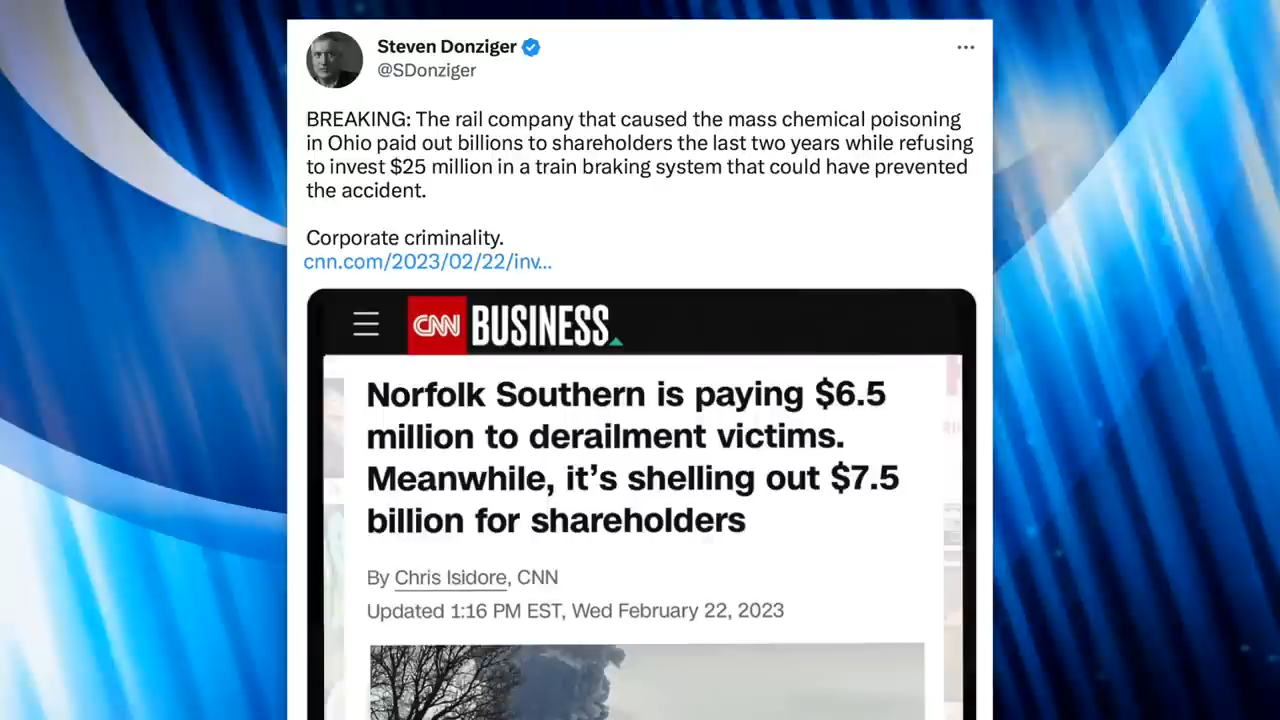 Steven Donziger
@SDonziger
BREAKING: The rail company that caused the mass chemical poisoning
in Ohio paid out billions to shareholders the last two years while refusing
to invest $25 million in a train braking system that could have prevented
the accident.
Corporate criminality.
cnn.com/2023/02/22/inv...
CNN BUSINESS
Norfolk Southern is paying $6.5
million to derailment victims.
Meanwhile, it’s shelling out $7.5
billion for shareholders
By Chris Isidore, CNN
Updated 1:16 PM EST, Wed February 22, 2023